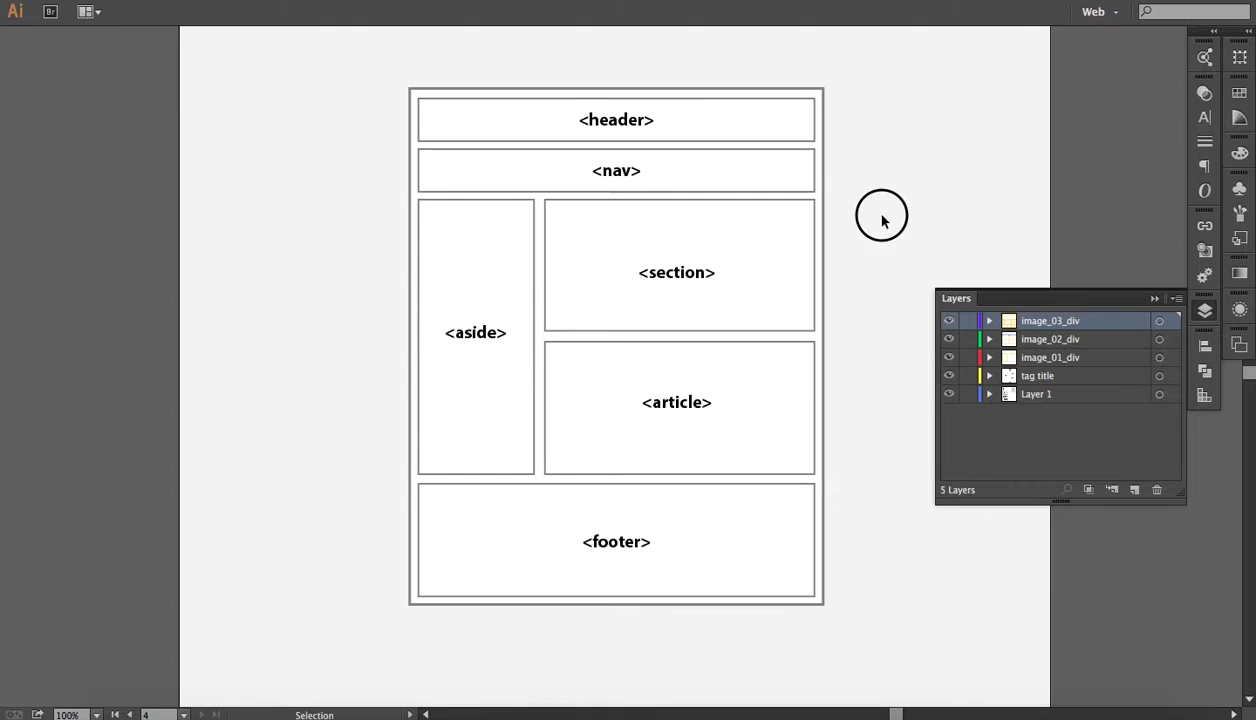 Ai
Br
Web
<header>
<nav>
<section>
<aside>
<article>
<footer>
Layers
image_03_div
image_02_div
image_01_div
tag title
Layer 1
5 Layers
100%
4
Selection